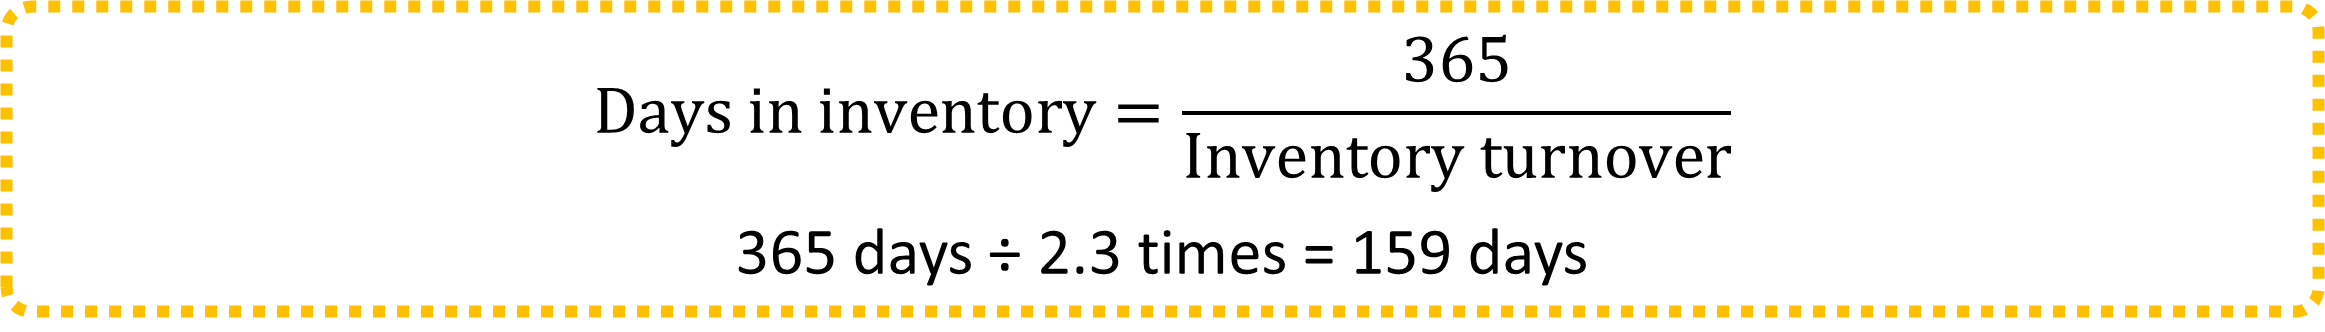 Days in inventory = 365 / Inventory turnover
365 days ÷ 2.3 times = 159 days